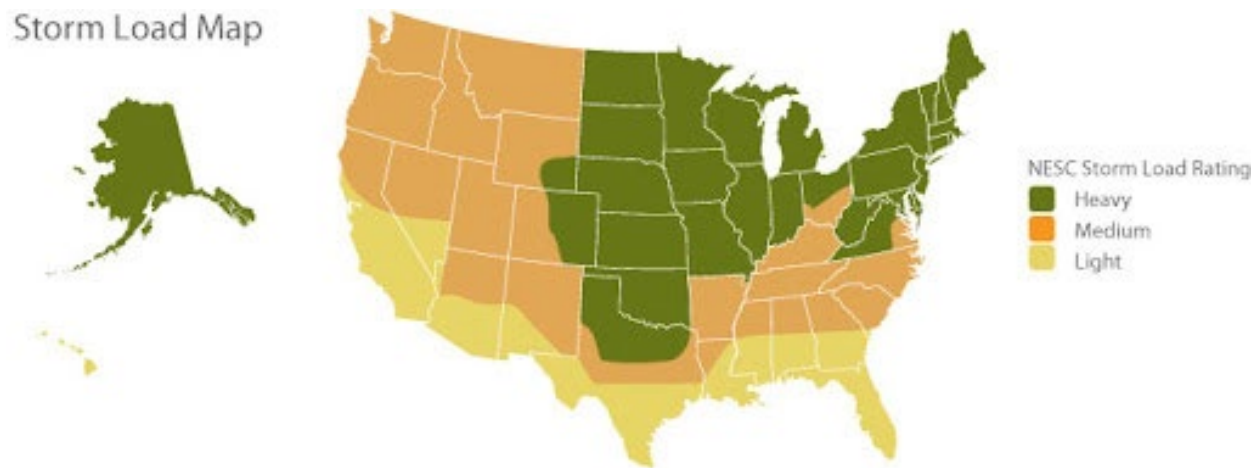 Storm Load Map
NESC Storm Load Rating
Heavy
Medium
Light